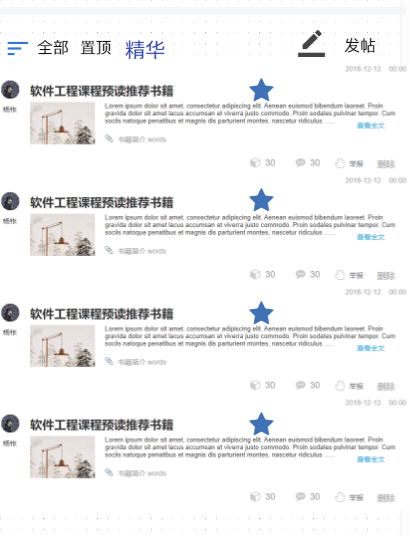 全部 置顶 精华 发帖
2016-12-12 00:00
软件工程课程预读推荐书籍
杨彬
Lorem ipsum dolor sit amet, consectetur adipiscing elit. Aenean euismod bibendum laoreet. Proin
gravida dolor sit amet lacus accumsan et viverra justo commodo. Proin sodales pulvinar tempor. Cum
sociis natoque penatibus et magnis dis parturient montes, nascetur ridiculus ......
查看全文
书籍简介.words
30 30 举报 删除
2016-12-12 00:00
软件工程课程预读推荐书籍
杨彬
Lorem ipsum dolor sit amet, consectetur adipiscing elit. Aenean euismod bibendum laoreet. Proin
gravida dolor sit amet lacus accumsan et viverra justo commodo. Proin sodales pulvinar tempor. Cum
sociis natoque penatibus et magnis dis parturient montes, nascetur ridiculus ......
查看全文
书籍简介.words
30 30 举报 删除
2016-12-12 00:00
软件工程课程预读推荐书籍
杨彬
Lorem ipsum dolor sit amet, consectetur adipiscing elit. Aenean euismod bibendum laoreet. Proin
gravida dolor sit amet lacus accumsan et viverra justo commodo. Proin sodales pulvinar tempor. Cum
sociis natoque penatibus et magnis dis parturient montes, nascetur ridiculus ......
查看全文
书籍简介.words
30 30 举报 删除
2016-12-12 00:00
软件工程课程预读推荐书籍
杨彬
Lorem ipsum dolor sit amet, consectetur adipiscing elit. Aenean euismod bibendum laoreet. Proin
gravida dolor sit amet lacus accumsan et viverra justo commodo. Proin sodales pulvinar tempor. Cum
sociis natoque penatibus et magnis dis parturient montes, nascetur ridiculus ......
查看全文
书籍简介.words
30 30 举报 删除